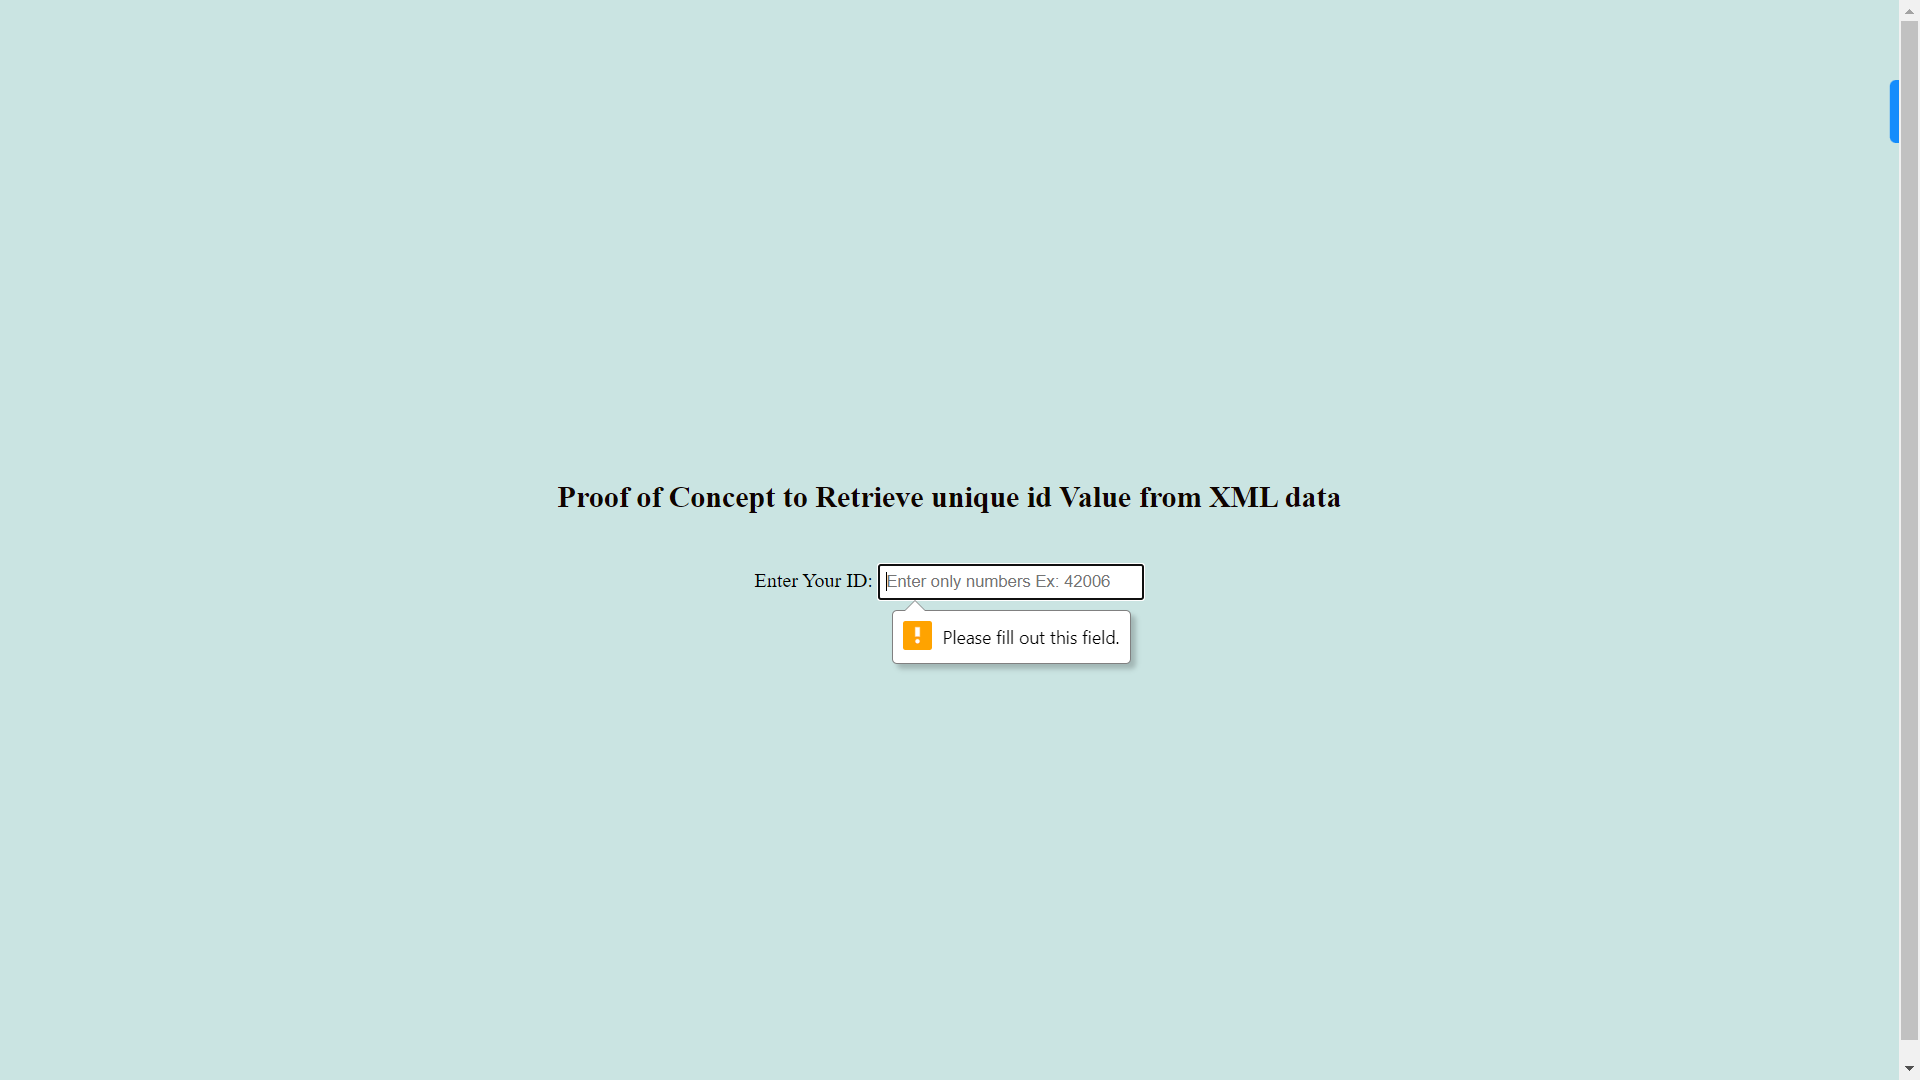 Proof of Concept to Retrieve unique id Value from XML data
Enter Your ID: Enter only numbers Ex: 42006
Please fill out this field.